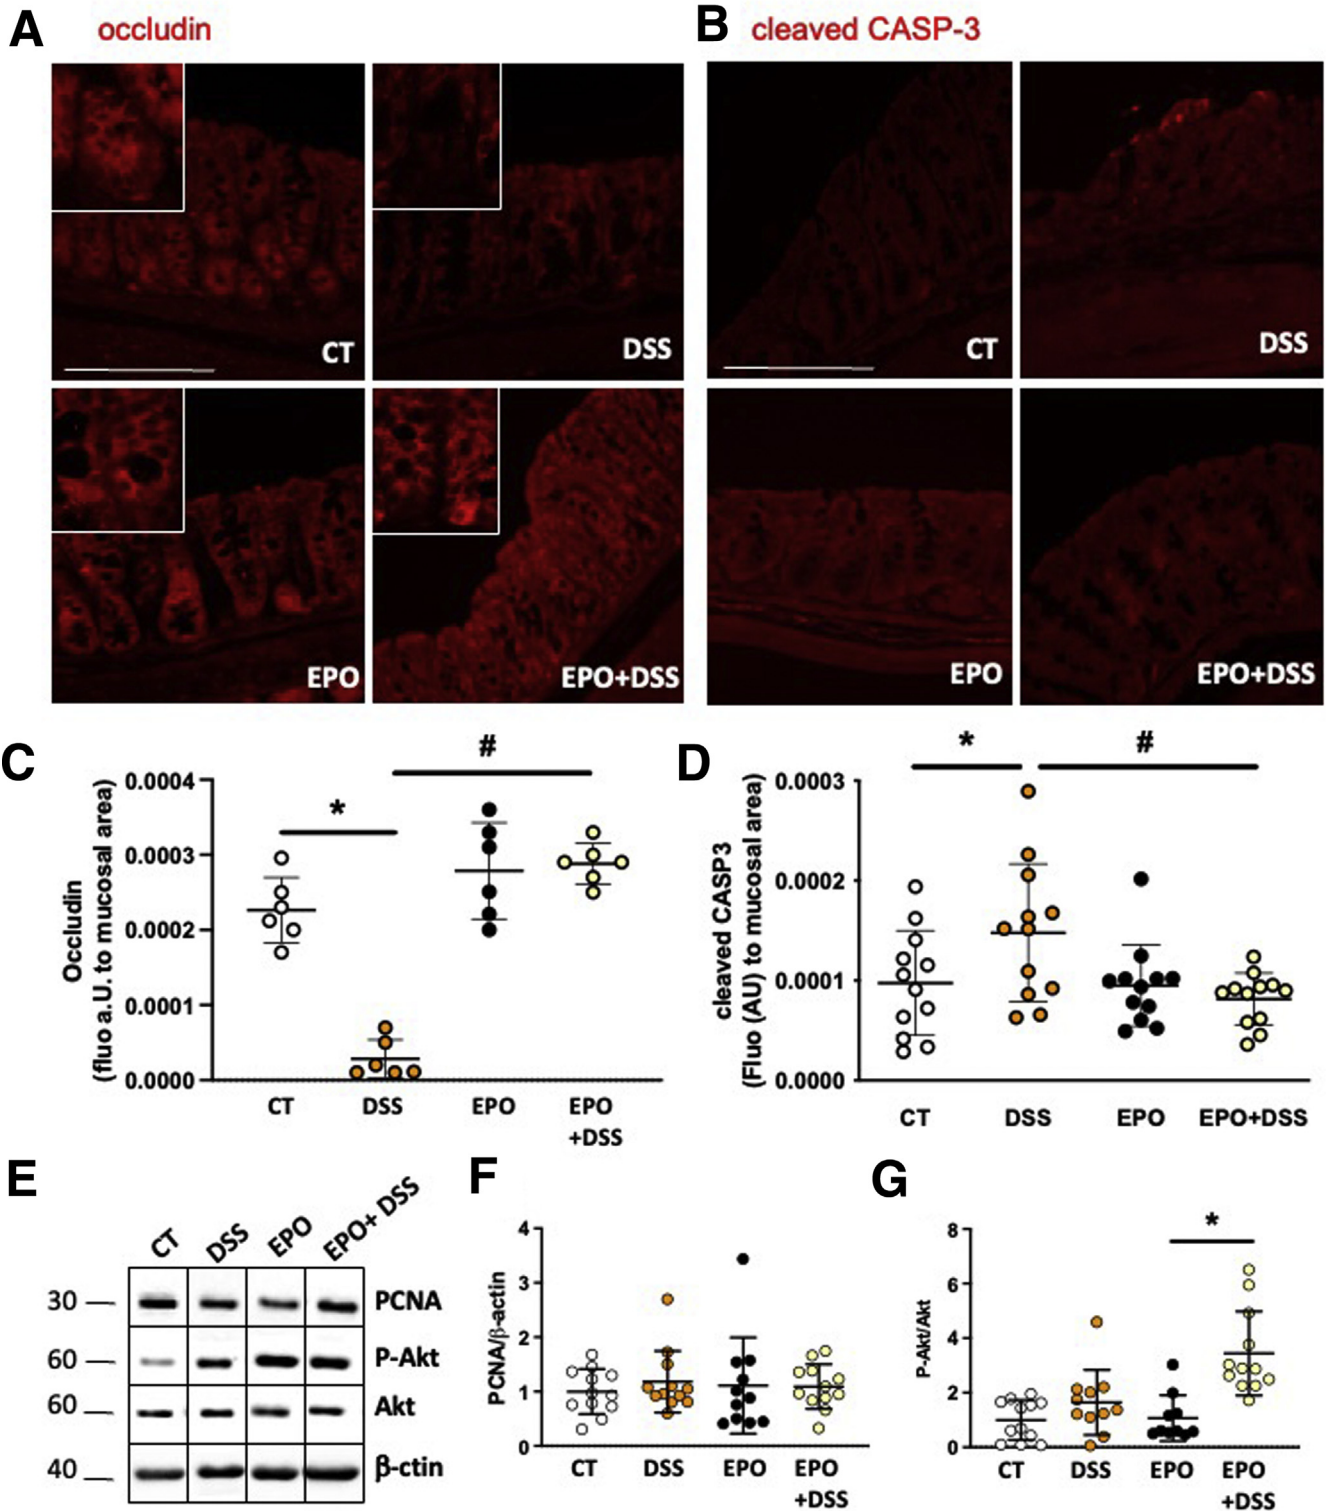 A occludin
B cleaved CASP-3
CT
DSS
CT
DSS
EPO
EPO+DSS
EPO
EPO+DSS
C
Occludin
(fluo a.U. to mucosal area)
0.0004
0.0003
0.0002
0.0001
0.0000
*
#
CT
DSS
EPO
EPO
+DSS
D
cleaved CASP3
(Fluo (AU) to mucosal area)
0.0003
0.0002
0.0001
0.0000
*
#
CT
DSS
EPO
EPO+DSS
E
CT
DSS
EPO
EPO+ DSS
30
PCNA
60
P-Akt
60
Akt
40
β-ctin
F
PCNA/β-actin
4
3
2
1
0
CT
DSS
EPO
EPO
+DSS
G
P-Akt/Akt
8
6
4
2
0
*
CT
DSS
EPO
EPO
+DSS